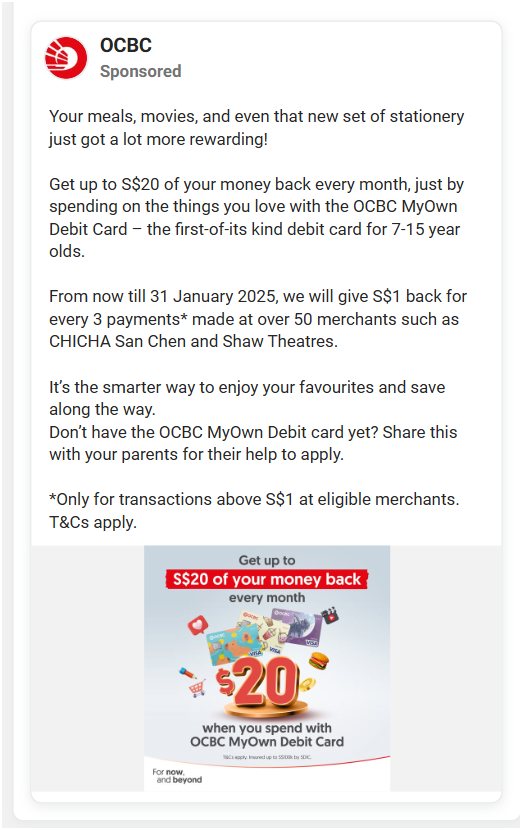 OCBC
Sponsored
Your meals, movies, and even that new set of stationery
just got a lot more rewarding!
Get up to S$20 of your money back every month, just by
spending on the things you love with the OCBC MyOwn
Debit Card – the first-of-its kind debit card for 7-15 year
olds.
From now till 31 January 2025, we will give S$1 back for
every 3 payments* made at over 50 merchants such as
CHICHA San Chen and Shaw Theatres.
It’s the smarter way to enjoy your favourites and save
along the way.
Don’t have the OCBC MyOwn Debit card yet? Share this
with your parents for their help to apply.
*Only for transactions above S$1 at eligible merchants.
T&Cs apply.
Get up to
S$20 of your money back
every month
OCBC
OCBC
OCBC
VISA
VISA
VISA
$20
when you spend with
OCBC MyOwn Debit Card
T&Cs apply. Insured up to S$100k by SDIC.
For now,
and beyond